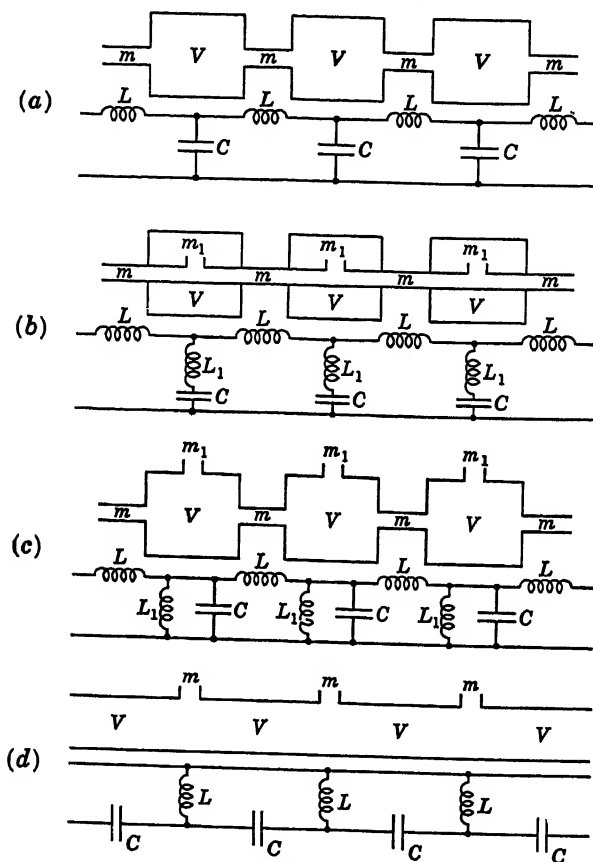 m V m V m V m
(a)
L L L L
C C C
m₁ m₁ m₁
m m m m
V V V
(b)
L L L L
L₁ L₁ L₁
C C C
m₁ m₁ m₁
m V m V m V m
(c)
L L L L
L₁ C L₁ C L₁ C
m m m
V V V V
(d)
L L L
C C C C